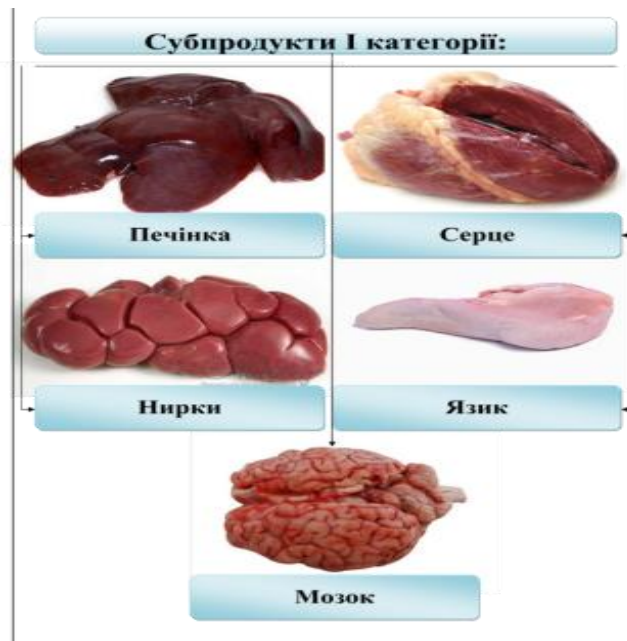 Субпродукти І категорії:
Печінка
Серце
Нирки
Язик
Мозок